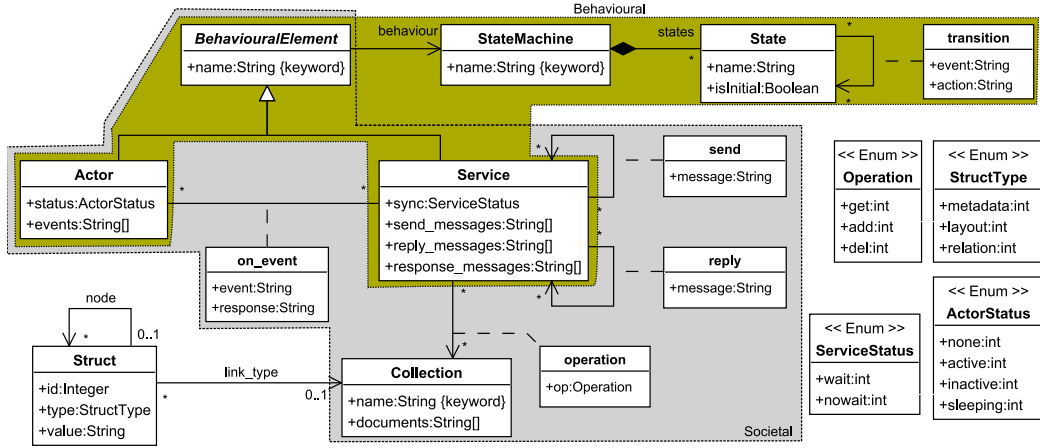 Behavioural
BehaviouralElement
+name:String {keyword}
behaviour
StateMachine
+name:String {keyword}
states
*
State
+name:String
+isInitial:Boolean
*
*
transition
+event:String
+action:String
Actor
+status:ActorStatus
+events:String[]
*
*
Service
+sync:ServiceStatus
+send_messages:String[]
+reply_messages:String[]
+response_messages:String[]
*
*
*
*
send
+message:String
reply
+message:String
on_event
+event:String
+response:String
<< Enum >>
Operation
+get:int
+add:int
+del:int
<< Enum >>
StructType
+metadata:int
+layout:int
+relation:int
<< Enum >>
ServiceStatus
+wait:int
+nowait:int
<< Enum >>
ActorStatus
+none:int
+active:int
+inactive:int
+sleeping:int
node
*
0..1
Struct
+id:Integer
+type:StructType
+value:String
*
link_type
0..1
*
*
Collection
+name:String {keyword}
+documents:String[]
operation
+op:Operation
Societal